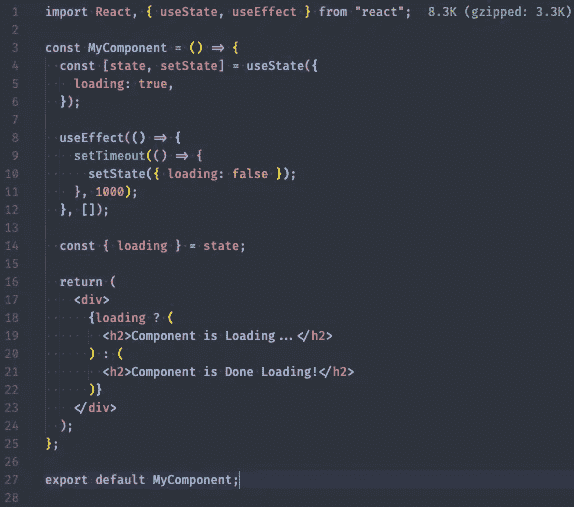 1 import React, { useState, useEffect } from "react"; 8.3K (gzipped: 3.3K)
2
3 const MyComponent = () => {
4   const [state, setState] = useState({
5     loading: true,
6   });
7
8   useEffect(() => {
9     setTimeout(() => {
10       setState({ loading: false });
11     }, 1000);
12   }, []);
13
14   const { loading } = state;
15
16   return (
17     <div>
18       {loading ? (
19         <h2>Component is Loading...</h2>
20       ) : (
21         <h2>Component is Done Loading!</h2>
22       )}
23     </div>
24   );
25 };
26
27 export default MyComponent;
28